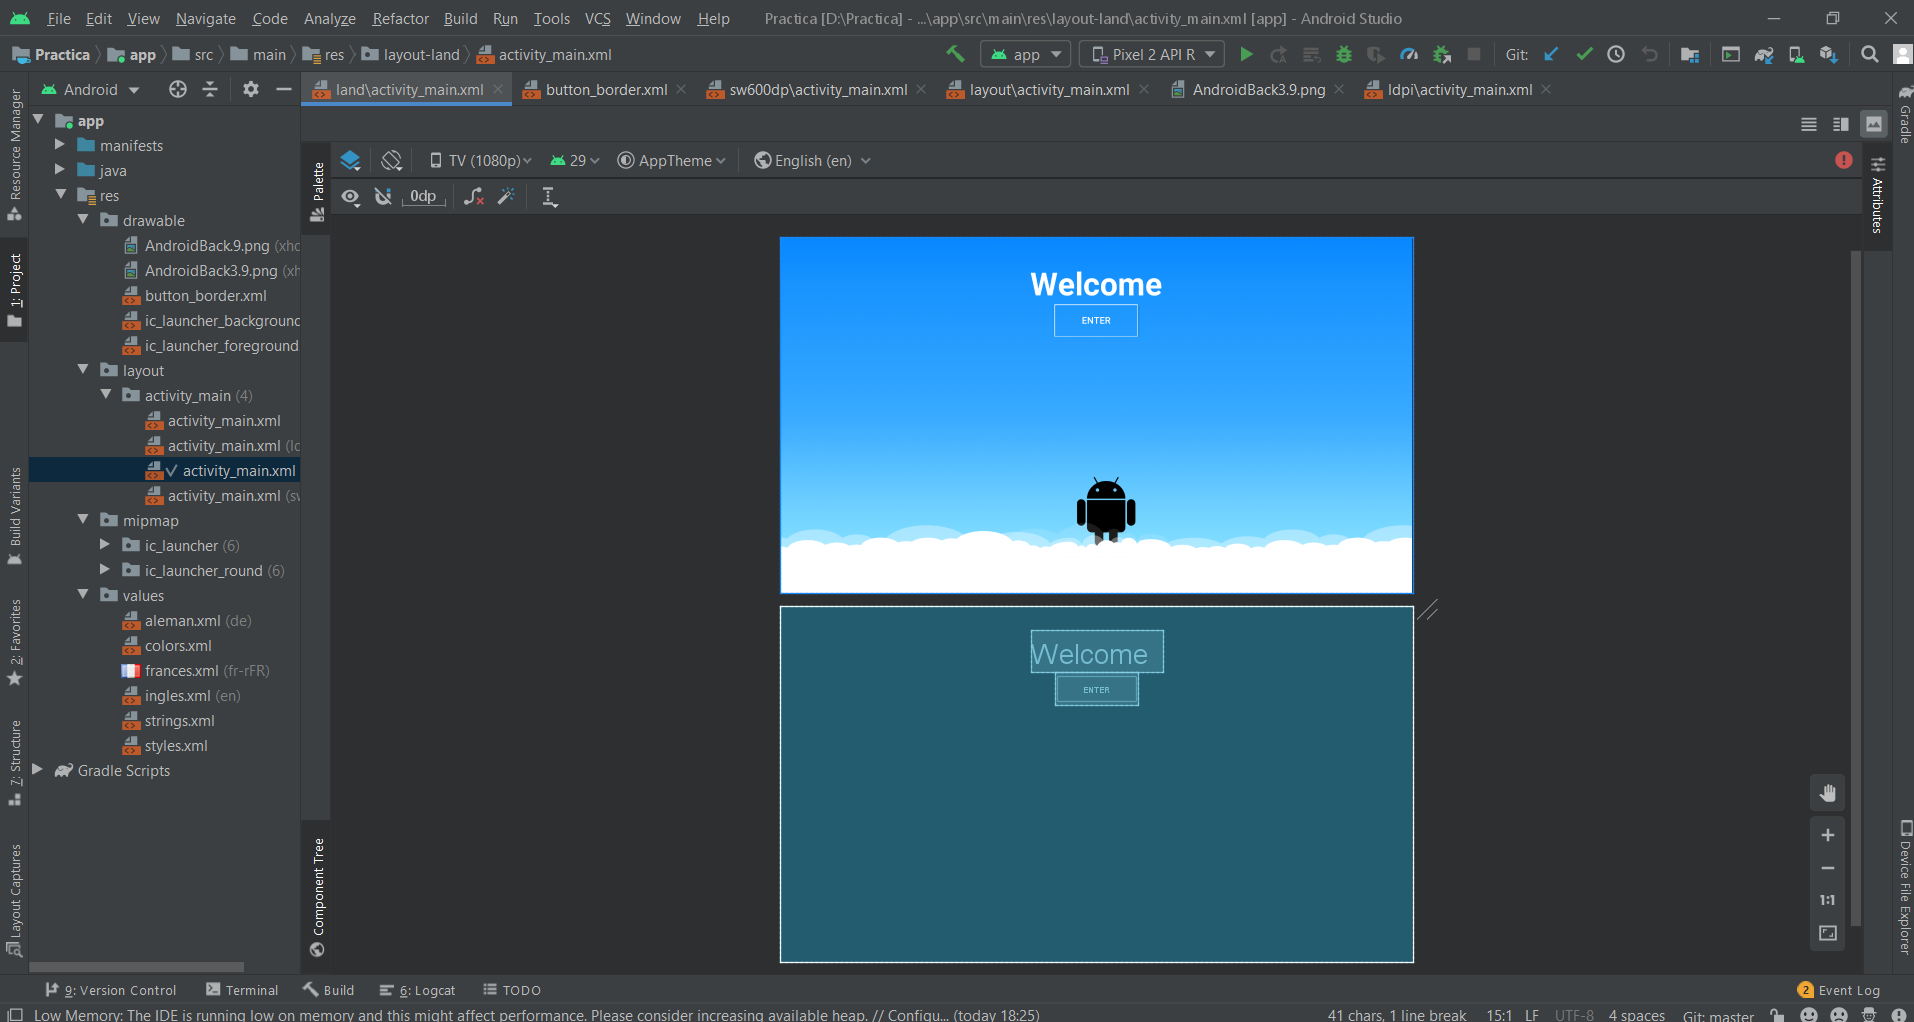 File Edit View Navigate Code Analyze Refactor Build Run Tools VCS Window Help Practica [D:\Practica] - ...\app\src\main\res\layout-land\activity_main.xml [app] - Android Studio
Practica app src main res layout-land activity_main.xml app Pixel 2 API R Git:
Android land\activity_main.xml button_border.xml sw600dp\activity_main.xml layout\activity_main.xml AndroidBack3.9.png ldpi\activity_main.xml
TV (1080p) 29 AppTheme English (en)
0dp
Resource Manager
1: Project
Build Variants
2: Favorites
7: Structure
Layout Captures
app
manifests
java
res
drawable
AndroidBack.9.png (xhd
AndroidBack3.9.png (xh
button_border.xml
ic_launcher_background
ic_launcher_foreground.
layout
activity_main (4)
activity_main.xml
activity_main.xml (ld
activity_main.xml
activity_main.xml (sw
mipmap
ic_launcher (6)
ic_launcher_round (6)
values
aleman.xml (de)
colors.xml
frances.xml (fr-rFR)
ingles.xml (en)
strings.xml
styles.xml
Gradle Scripts
Palette
Component Tree
Welcome
ENTER
Welcome
ENTER
1:1
Gradle
Attributes
Device File Explorer
9: Version Control Terminal Build 6: Logcat TODO 2 Event Log
Low Memory: The IDE is running low on memory and this might affect performance. Please consider increasing available heap. // Configu... (today 18:25) 41 chars, 1 line break 15:1 LF UTF-8 4 spaces Git: master